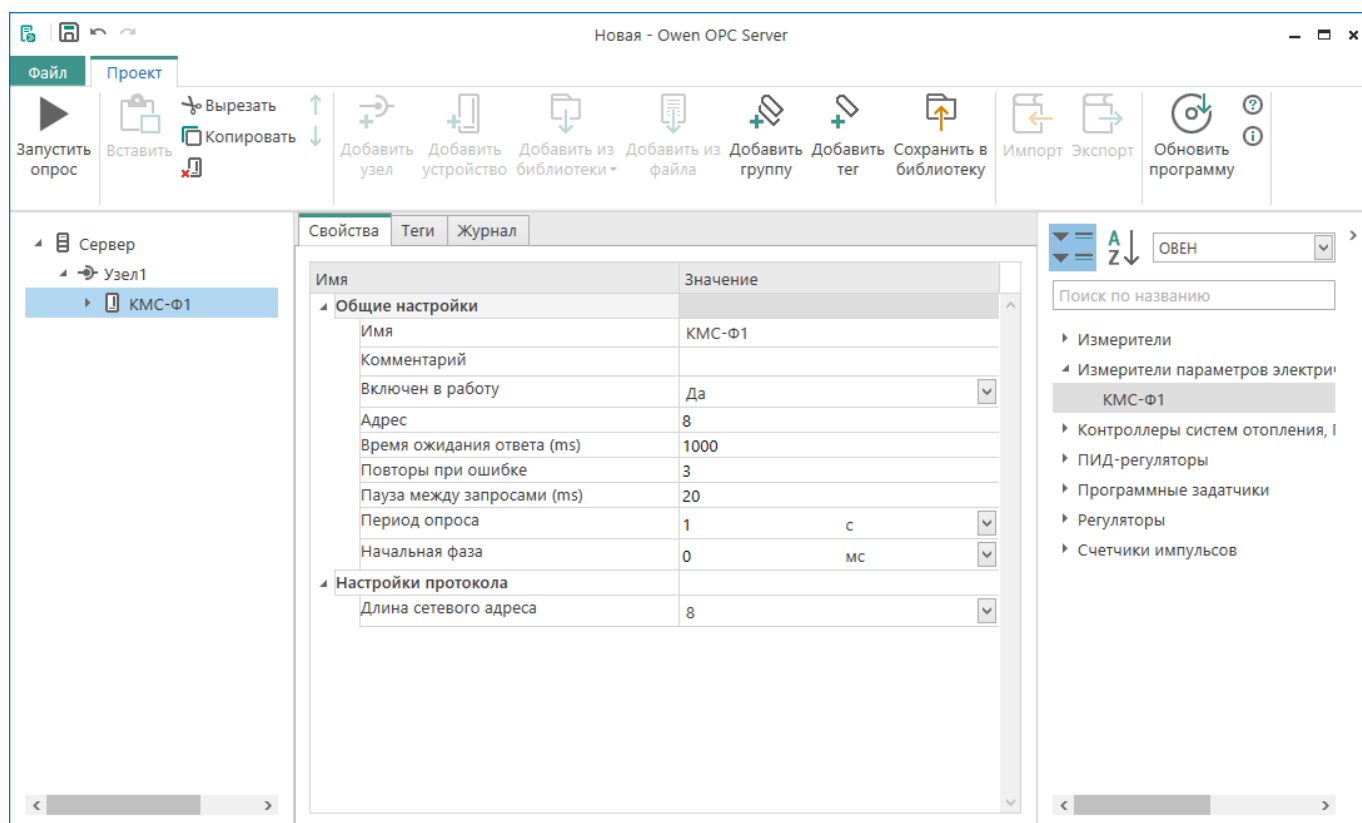 Новая - Owen OPC Server
Файл
Проект
Запустить опрос
Вставить
Вырезать
Копировать
Добавить узел
Добавить устройство
Добавить из библиотеки
Добавить из файла
Добавить группу
Добавить тег
Сохранить в библиотеку
Импорт
Экспорт
Обновить программу
Сервер
Узел1
КМС-Ф1
Свойства
Теги
Журнал
Имя Значение
Общие настройки
Имя КМС-Ф1
Комментарий
Включен в работу Да
Адрес 8
Время ожидания ответа (ms) 1000
Повторы при ошибке 3
Пауза между запросами (ms) 20
Период опроса 1 с
Начальная фаза 0 мс
Настройки протокола
Длина сетевого адреса 8
A
Z
ОВЕН
Поиск по названию
Измерители
Измерители параметров электри
КМС-Ф1
Контроллеры систем отопления,
ПИД-регуляторы
Программные задатчики
Регуляторы
Счетчики импульсов